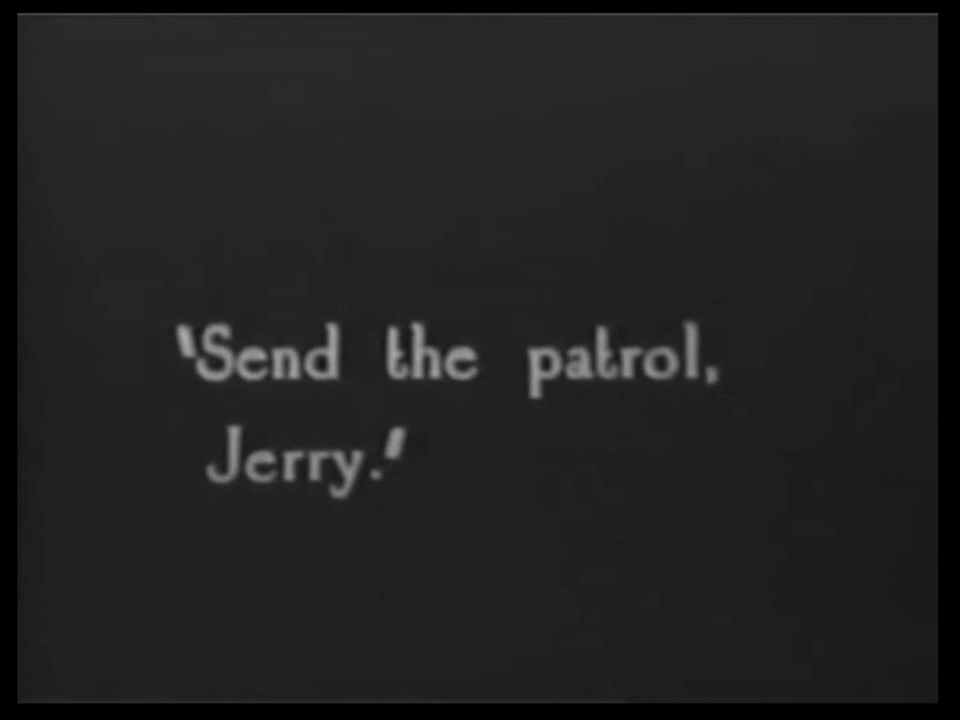 "Send the patrol,
Jerry."